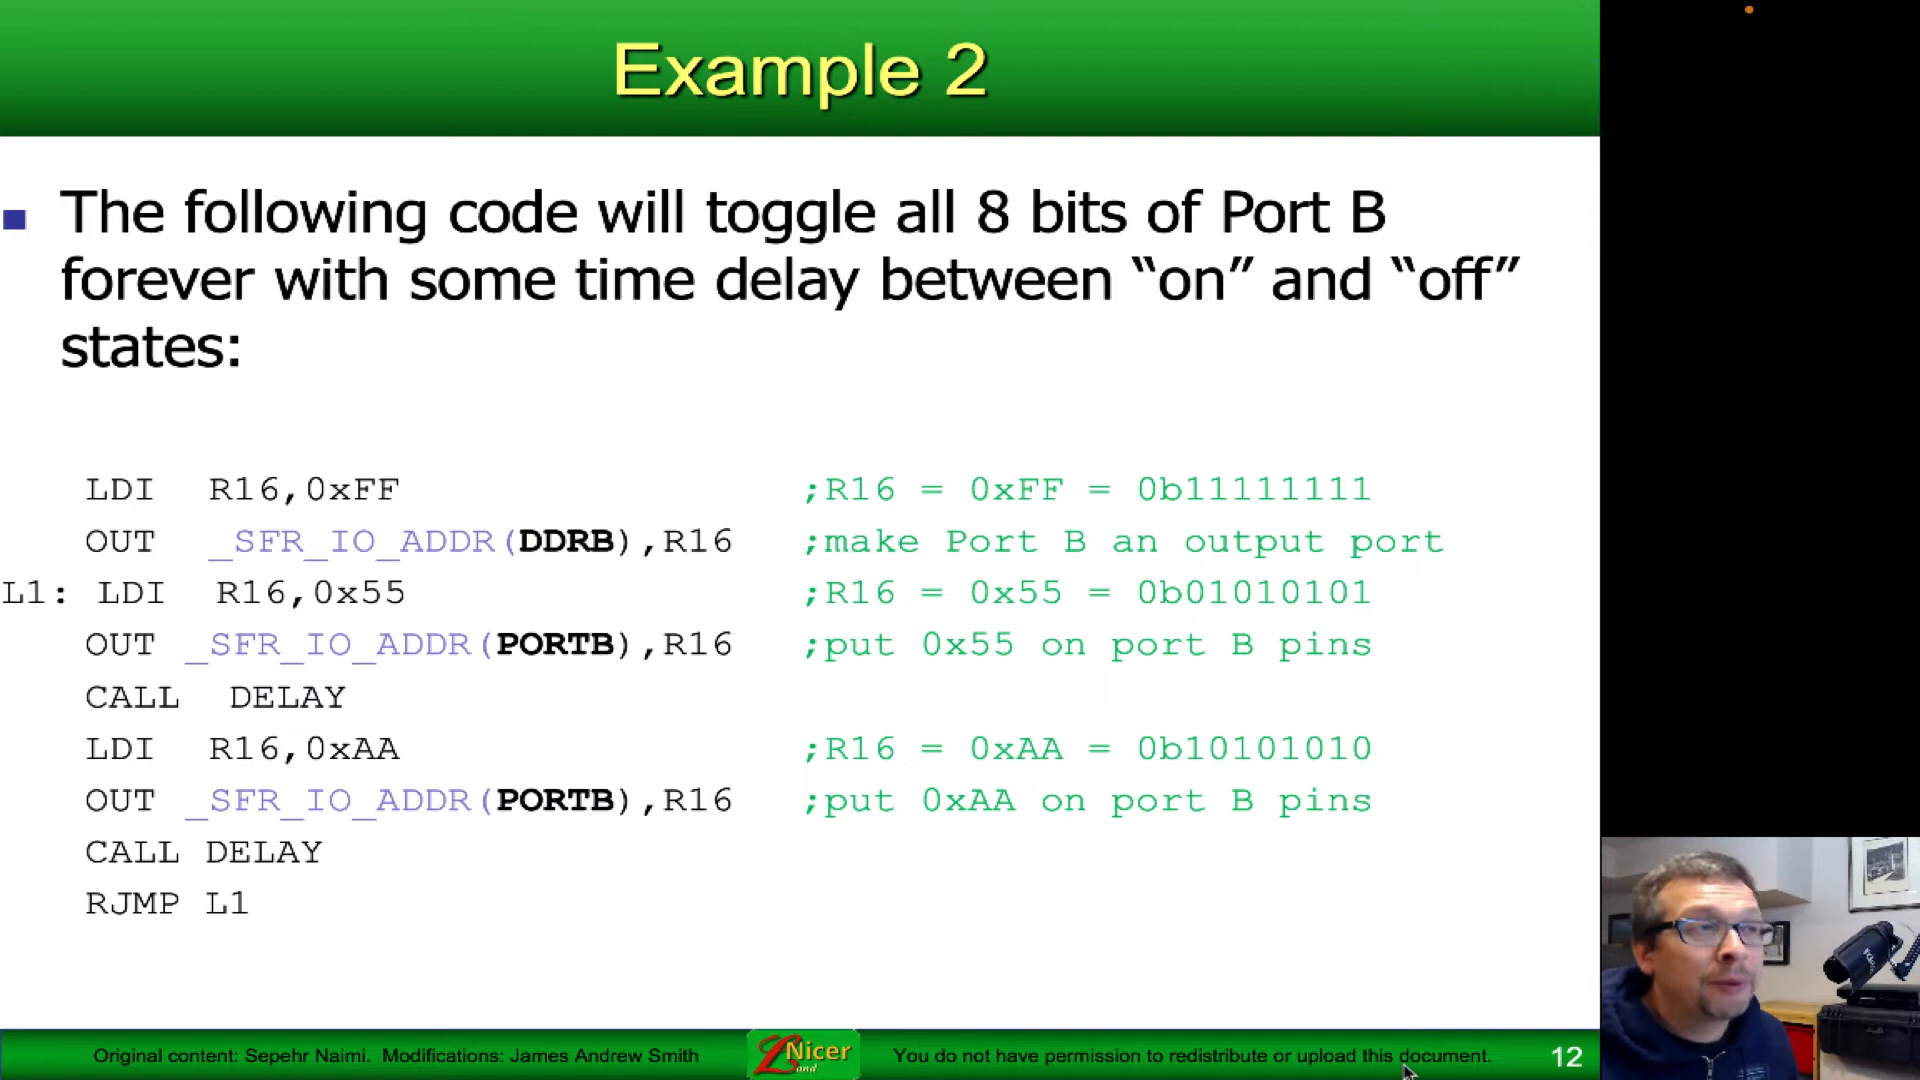 Example 2
The following code will toggle all 8 bits of Port B
forever with some time delay between “on” and “off”
states:
LDI R16,0xFF ;R16 = 0xFF = 0b11111111
OUT _SFR_IO_ADDR(DDRB),R16 ;make Port B an output port
L1: LDI R16,0x55 ;R16 = 0x55 = 0b01010101
OUT _SFR_IO_ADDR(PORTB),R16 ;put 0x55 on port B pins
CALL DELAY
LDI R16,0xAA ;R16 = 0xAA = 0b10101010
OUT _SFR_IO_ADDR(PORTB),R16 ;put 0xAA on port B pins
CALL DELAY
RJMP L1
Original content: Sepehr Naimi. Modifications: James Andrew Smith
Nicer
Land
You do not have permission to redistribute or upload this document.
12